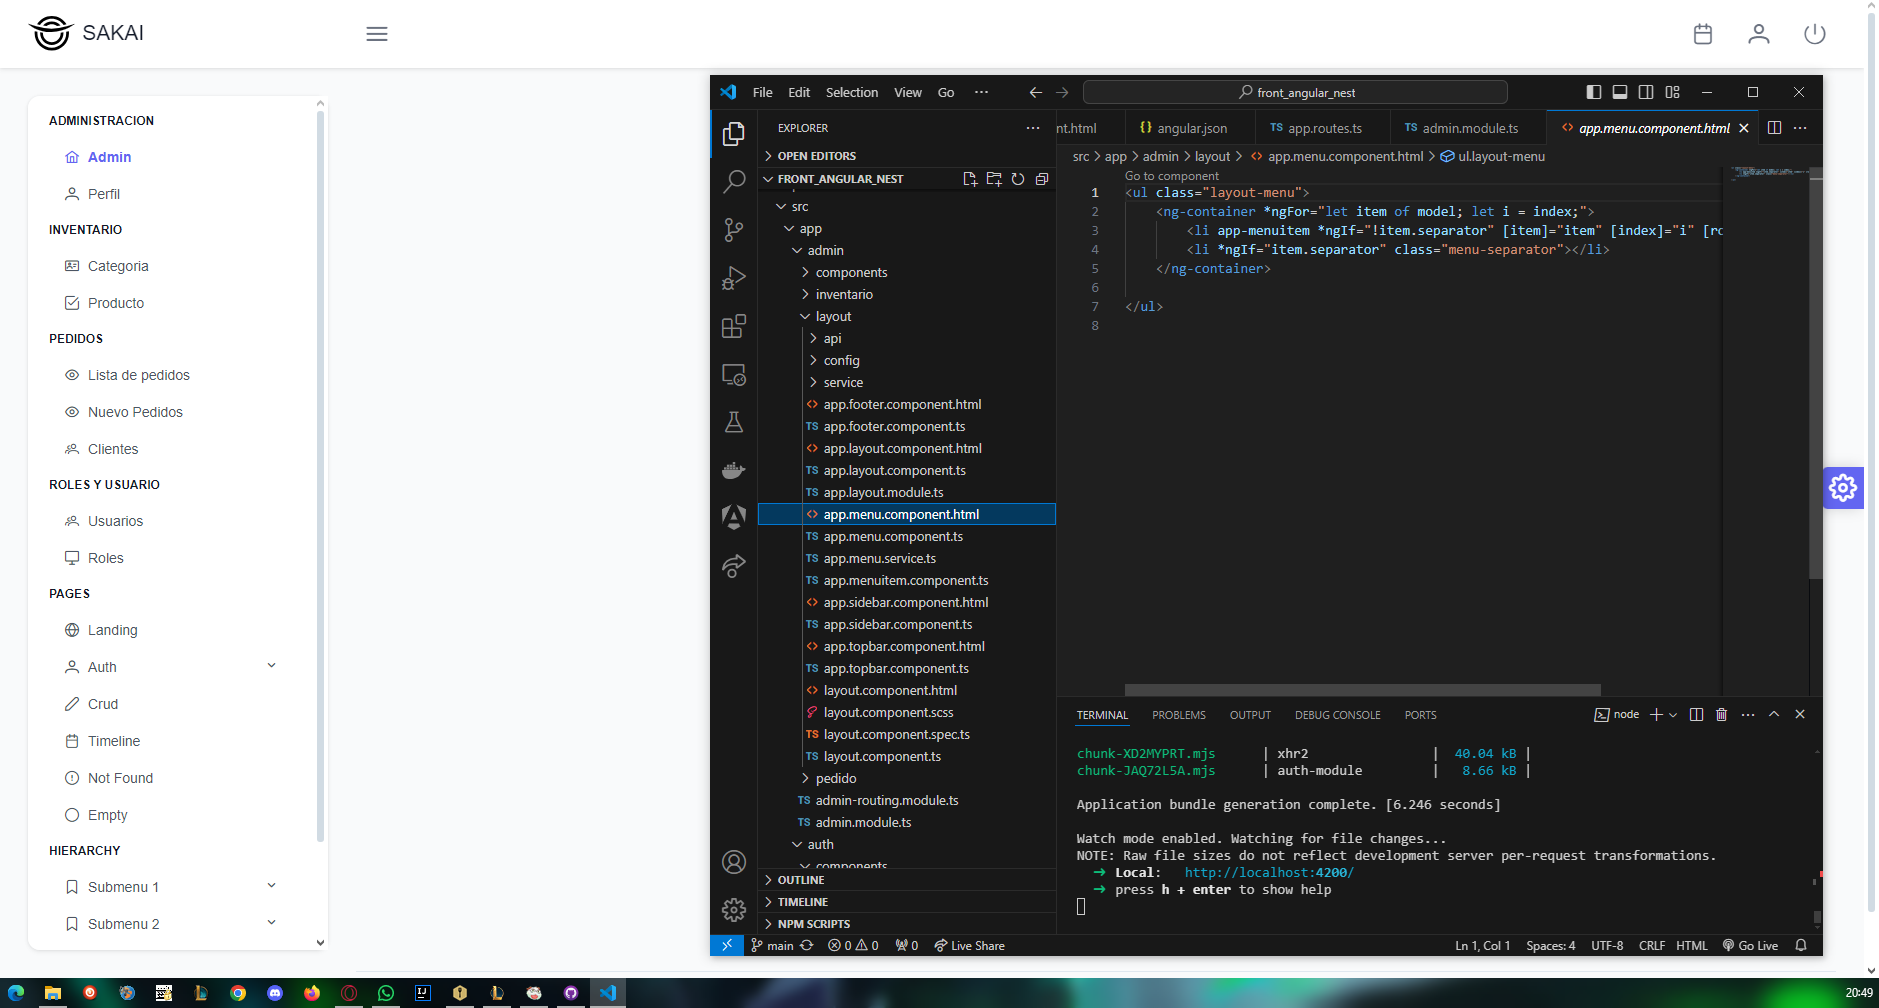 SAKAI
ADMINISTRACION
Admin
Perfil
INVENTARIO
Categoria
Producto
PEDIDOS
Lista de pedidos
Nuevo Pedidos
Clientes
ROLES Y USUARIO
Usuarios
Roles
PAGES
Landing
Auth
Crud
Timeline
Not Found
Empty
HIERARCHY
Submenu 1
Submenu 2
File Edit Selection View Go ··· front_angular_nest
EXPLORER
OPEN EDITORS
FRONT_ANGULAR_NEST
src
app
admin
components
inventario
layout
api
config
service
app.footer.component.html
app.footer.component.ts
app.layout.component.html
app.layout.component.ts
app.layout.module.ts
app.menu.component.html
app.menu.component.ts
app.menu.service.ts
app.menuitem.component.ts
app.sidebar.component.html
app.sidebar.component.ts
app.topbar.component.html
app.topbar.component.ts
layout.component.html
layout.component.scss
layout.component.spec.ts
layout.component.ts
pedido
admin-routing.module.ts
admin.module.ts
auth
components
OUTLINE
TIMELINE
NPM SCRIPTS
nt.html angular.json TS app.routes.ts TS admin.module.ts app.menu.component.html
src > app > admin > layout > app.menu.component.html > ul.layout-menu
Go to component
1 <ul class="layout-menu">
2 <ng-container *ngFor="let item of model; let i = index;">
3 <li app-menuitem *ngIf="!item.separator" [item]="item" [index]="i" [ro
4 <li *ngIf="item.separator" class="menu-separator"></li>
5 </ng-container>
6
7 </ul>
8
TERMINAL PROBLEMS OUTPUT DEBUG CONSOLE PORTS node
chunk-XD2MYPRT.mjs | xhr2 | 40.04 kB |
chunk-JAQ72L5A.mjs | auth-module | 8.66 kB |
Application bundle generation complete. [6.246 seconds]
Watch mode enabled. Watching for file changes...
NOTE: Raw file sizes do not reflect development server per-request transformations.
➜ Local: http://localhost:4200/
➜ press h + enter to show help
main 0 0 0 Live Share Ln 1, Col 1 Spaces: 4 UTF-8 CRLF HTML Go Live
20:49